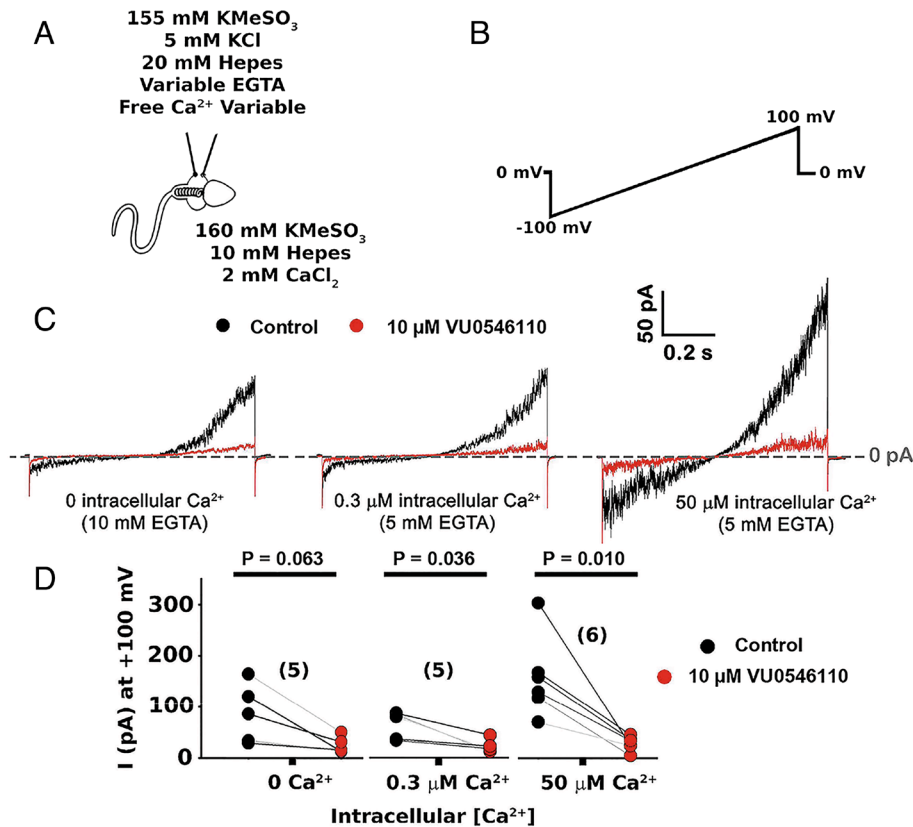 A
155 mM KMeSO₃
5 mM KCl
20 mM Hepes
Variable EGTA
Free Ca²⁺ Variable
160 mM KMeSO₃
10 mM Hepes
2 mM CaCl₂
B
100 mV
0 mV
0 mV
-100 mV
C
Control
10 µM VU0546110
50 pA
0.2 s
0 pA
0 intracellular Ca²⁺
(10 mM EGTA)
0.3 µM intracellular Ca²⁺
(5 mM EGTA)
50 µM intracellular Ca²⁺
(5 mM EGTA)
D
P = 0.063
P = 0.036
P = 0.010
I (pA) at +100 mV
300
200
100
0
(5)
(5)
(6)
Control
10 µM VU0546110
0 Ca²⁺
0.3 µM Ca²⁺
50 µM Ca²⁺
Intracellular [Ca²⁺]